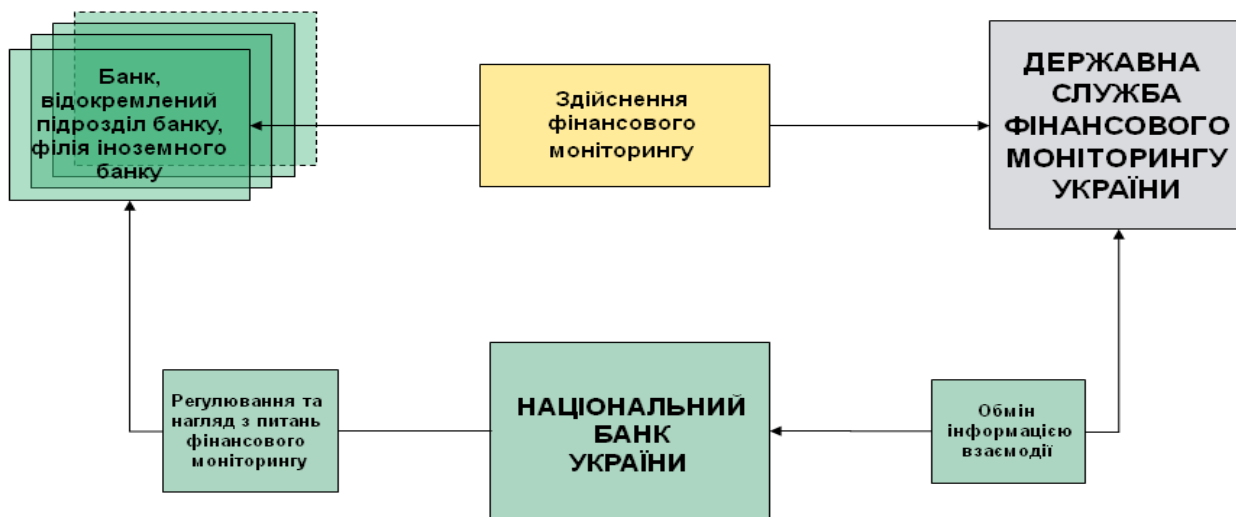 Банк,
відокремлений
підрозділ банку,
філія іноземного
банку
Здійснення
фінансового
моніторингу
ДЕРЖАВНА
СЛУЖБА
ФІНАНСОВОГО
МОНІТОРИНГУ
УКРАЇНИ
Регулювання та
нагляд з питань
фінансового
моніторингу
НАЦІОНАЛЬНИЙ
БАНК
УКРАЇНИ
Обмін
інформацією
взаємодії